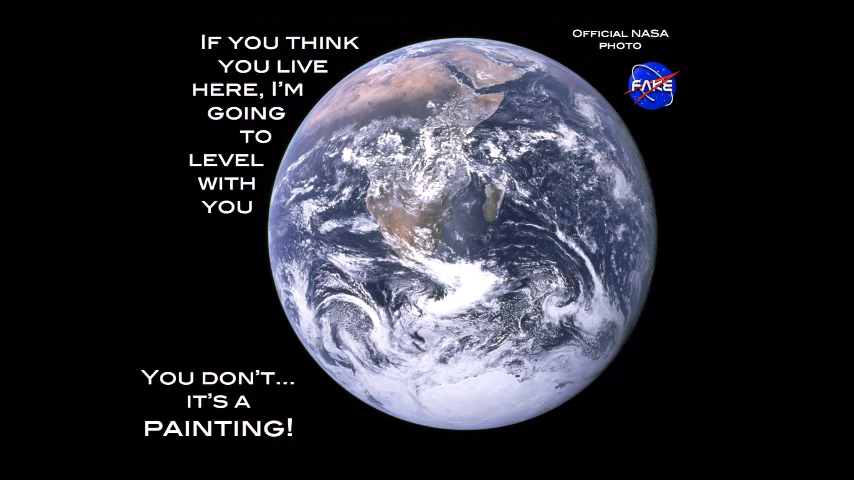 If you think
you live
here, I'm
going
to
level
with
you
Official NASA
photo
FAKE
You don't...
it's a
painting!